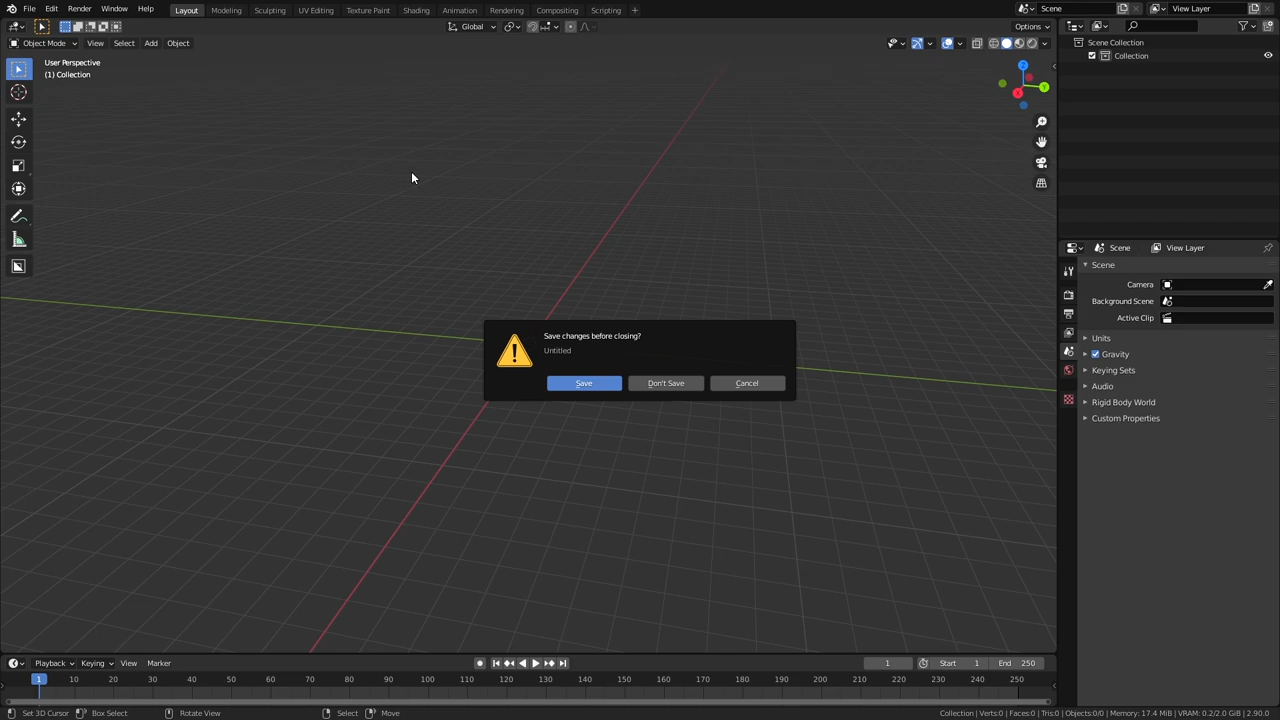 File Edit Render Window Help Layout Modeling Sculpting UV Editing Texture Paint Shading Animation Rendering Compositing Scripting + Scene View Layer
Global Options
Object Mode View Select Add Object
User Perspective
(1) Collection
Z
Y
X
Scene Collection
Collection
Scene View Layer
Scene
Camera
Background Scene
Active Clip
Units
Gravity
Keying Sets
Audio
Rigid Body World
Custom Properties
Save changes before closing?
Untitled
Save Don't Save Cancel
Playback Keying View Marker 1 Start 1 End 250
1 10 20 30 40 50 60 70 80 90 100 110 120 130 140 150 160 170 180 190 200 210 220 230 240 250
Set 3D Cursor Box Select Rotate View Select Move Collection | Verts:0 | Faces:0 | Tris:0 | Objects:0/0 | Memory: 17.4 MiB | VRAM: 0.2/2.0 GiB | 2.90.0